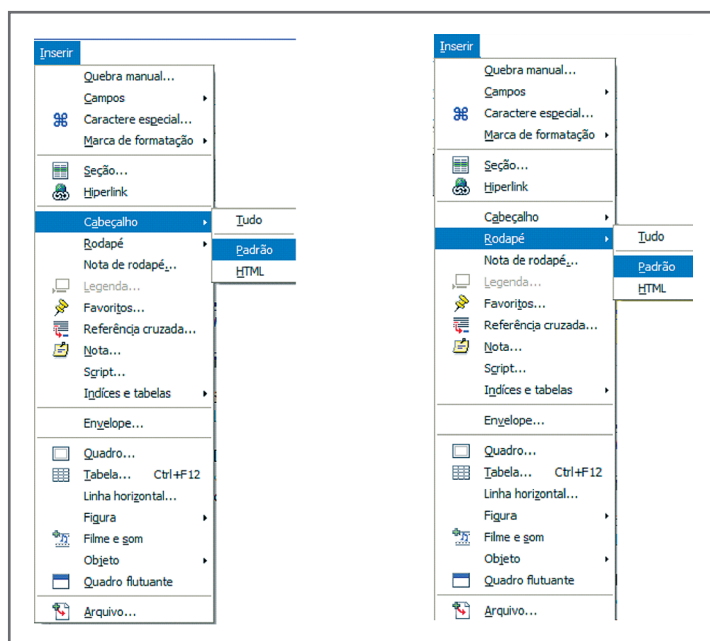 Inserir
Quebra manual...
Campos
Caractere especial...
Marca de formatação
Seção...
Hiperlink
Cabeçalho
Rodapé
Nota de rodapé...
Legenda...
Favoritos...
Referência cruzada...
Nota...
Script...
Indíces e tabelas
Envelope...
Quadro...
Tabela... Ctrl+F12
Linha horizontal...
Figura
Filme e som
Objeto
Quadro flutuante
Arquivo...
Tudo
Padrão
HTML
Inserir
Quebra manual...
Campos
Caractere especial...
Marca de formatação
Seção...
Hiperlink
Cabeçalho
Rodapé
Nota de rodapé...
Legenda...
Favoritos...
Referência cruzada...
Nota...
Script...
Indíces e tabelas
Envelope...
Quadro...
Tabela... Ctrl+F12
Linha horizontal...
Figura
Filme e som
Objeto
Quadro flutuante
Arquivo...
Tudo
Padrão
HTML